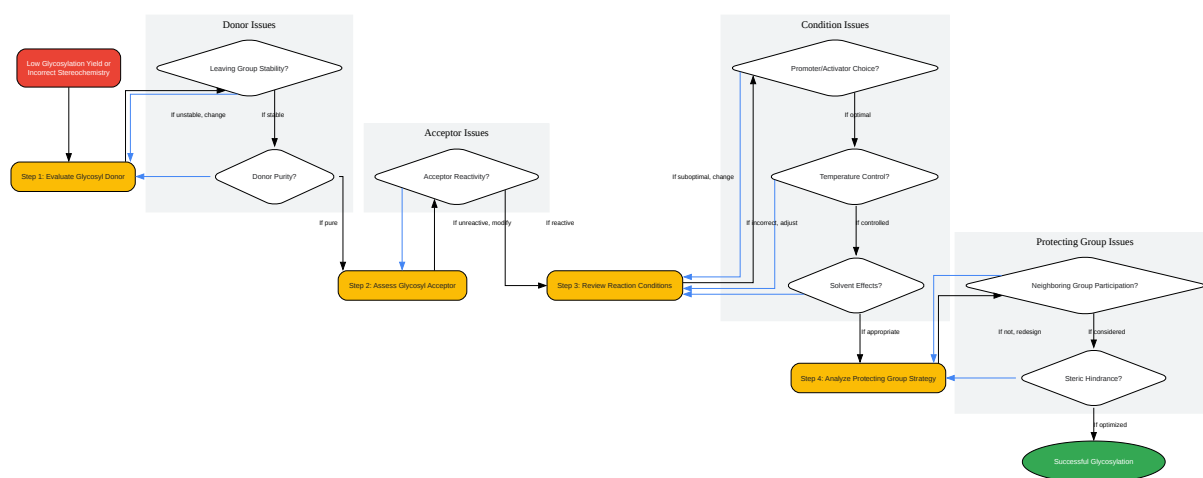 Donor Issues
Low Glycosylation Yield or
Incorrect Stereochemistry
Leaving Group Stability?
If unstable, change
If stable
Step 1: Evaluate Glycosyl Donor
Donor Purity?
If pure
Acceptor Issues
Acceptor Reactivity?
If unreactive, modify
If reactive
Step 2: Assess Glycosyl Acceptor
Step 3: Review Reaction Conditions
Condition Issues
Promoter/Activator Choice?
If optimal
If suboptimal, change
Temperature Control?
If incorrect, adjust
If controlled
Solvent Effects?
If appropriate
Step 4: Analyze Protecting Group Strategy
Protecting Group Issues
Neighboring Group Participation?
If not, redesign
If considered
Steric Hindrance?
If optimized
Successful Glycosylation